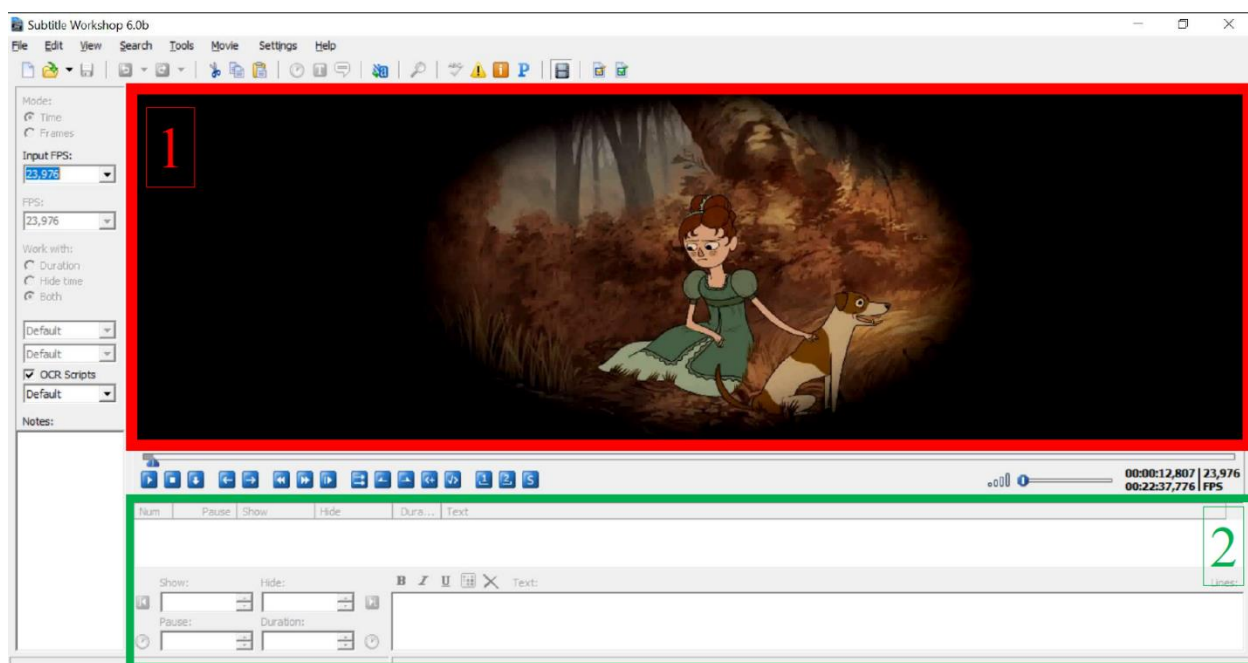 Subtitle Workshop 6.0b
File Edit View Search Tools Movie Settings Help
Mode:
Time
Frames
Input FPS:
23,976
FPS:
23,976
Work with:
Duration
Hide time
Both
Default
Default
OCR Scripts
Default
Notes:
1
00:00:12,807 23,976
00:22:37,776 FPS
Num Pause Show Hide Dura... Text
2
Show: Hide: B I U Text: Lines:
Pause: Duration: